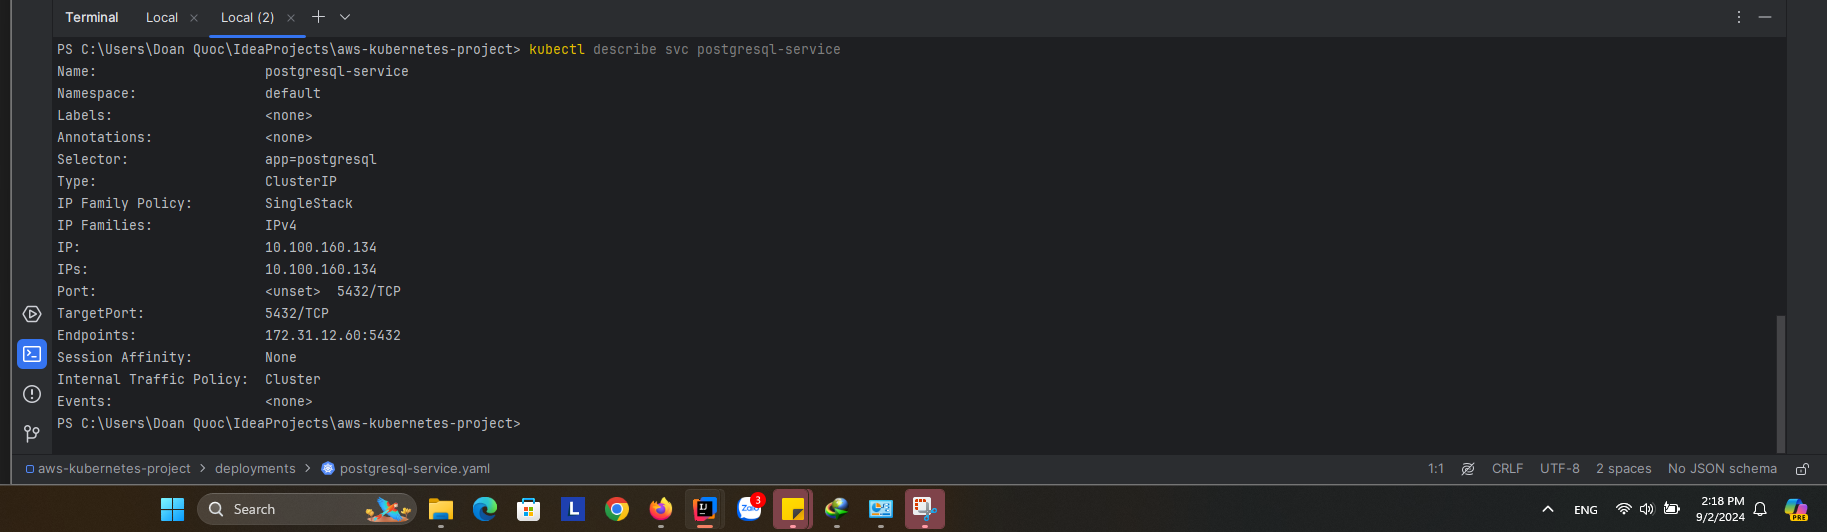 Terminal Local Local (2)
PS C:\Users\Doan Quoc\IdeaProjects\aws-kubernetes-project> kubectl describe svc postgresql-service
Name: postgresql-service
Namespace: default
Labels: <none>
Annotations: <none>
Selector: app=postgresql
Type: ClusterIP
IP Family Policy: SingleStack
IP Families: IPv4
IP: 10.100.160.134
IPs: 10.100.160.134
Port: <unset> 5432/TCP
TargetPort: 5432/TCP
Endpoints: 172.31.12.60:5432
Session Affinity: None
Internal Traffic Policy: Cluster
Events: <none>
PS C:\Users\Doan Quoc\IdeaProjects\aws-kubernetes-project>
aws-kubernetes-project > deployments > postgresql-service.yaml 1:1 CRLF UTF-8 2 spaces No JSON schema
Search L IJ Zalo 3 ENG 2:18 PM PRE
9/2/2024